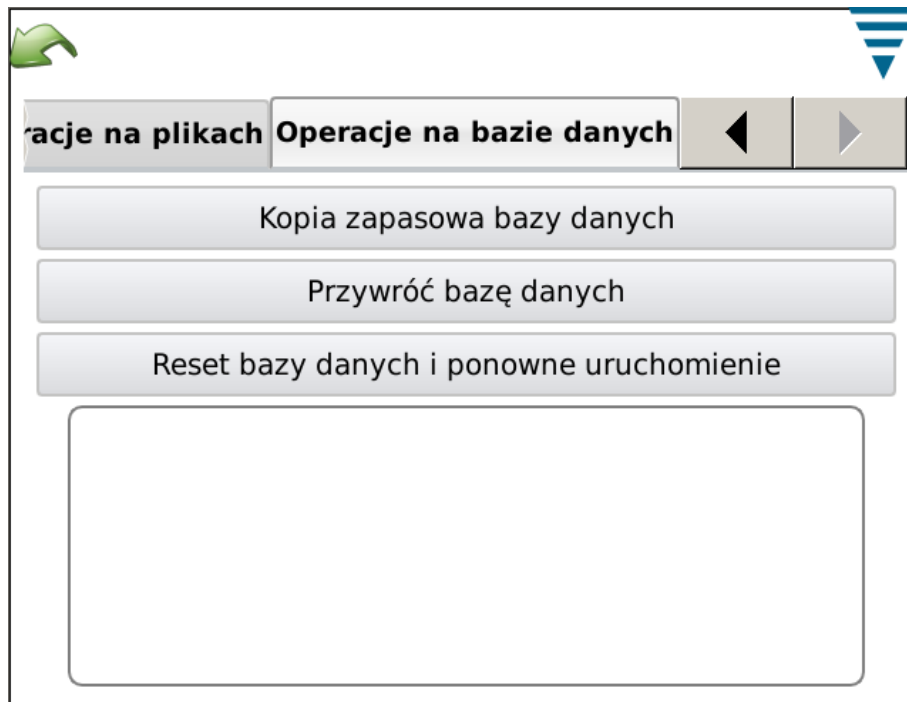 racje na plikach Operacje na bazie danych
Kopia zapasowa bazy danych
Przywróć bazę danych
Reset bazy danych i ponowne uruchomienie